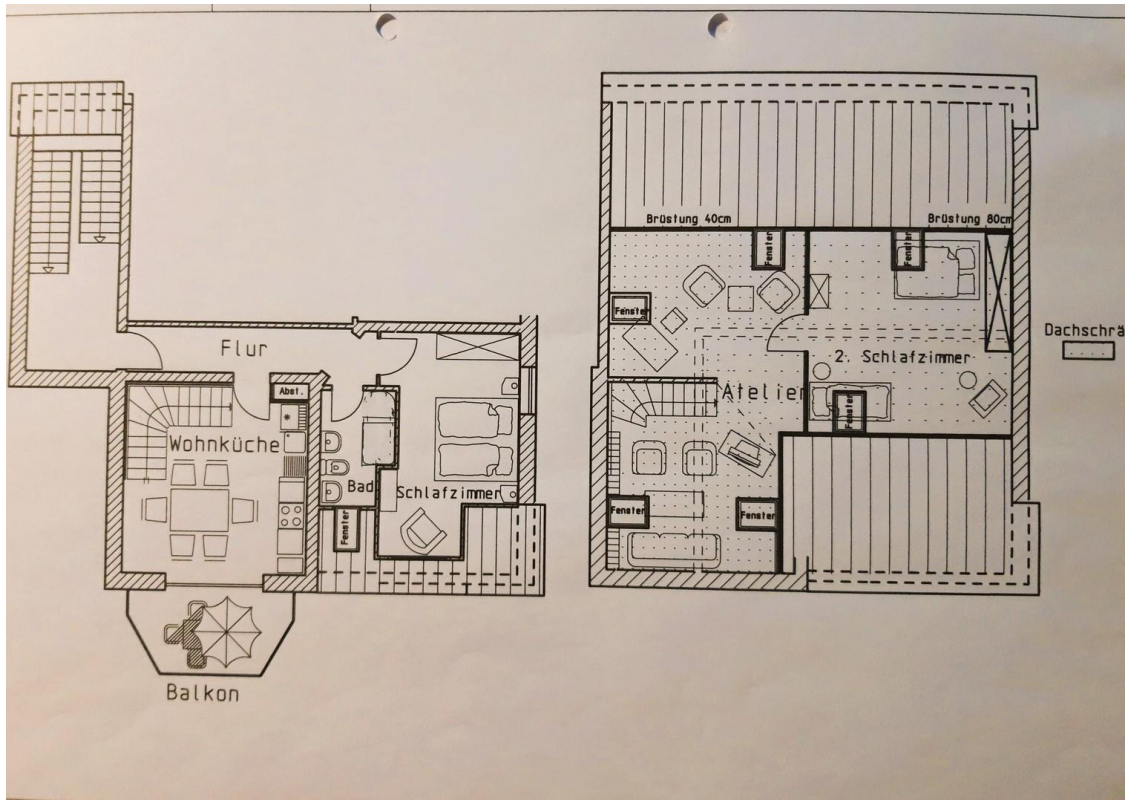 Flur
Abst.
Wohnküche
Bad
Schlafzimmer
Fenster
Balkon
Brüstung 40cm
Brüstung 80cm
Fenster
Fenster
Fenster
2. Schlafzimmer
Atelier
Fenster
Fenster
Fenster
Dachschrä